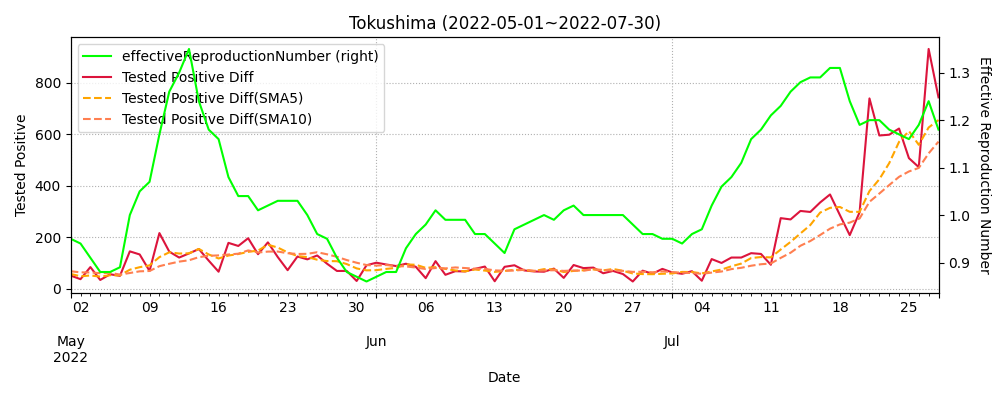 Tokushima (2022-05-01~2022-07-30)
effectiveReproductionNumber (right)
Tested Positive Diff
Tested Positive Diff(SMA5)
Tested Positive Diff(SMA10)
Tested Positive
800
600
400
200
0
Effective Reproduction Number
1.3
1.2
1.1
1.0
0.9
02 09 16 23 30 06 13 20 27 04 11 18 25
May Jun Jul
2022
Date